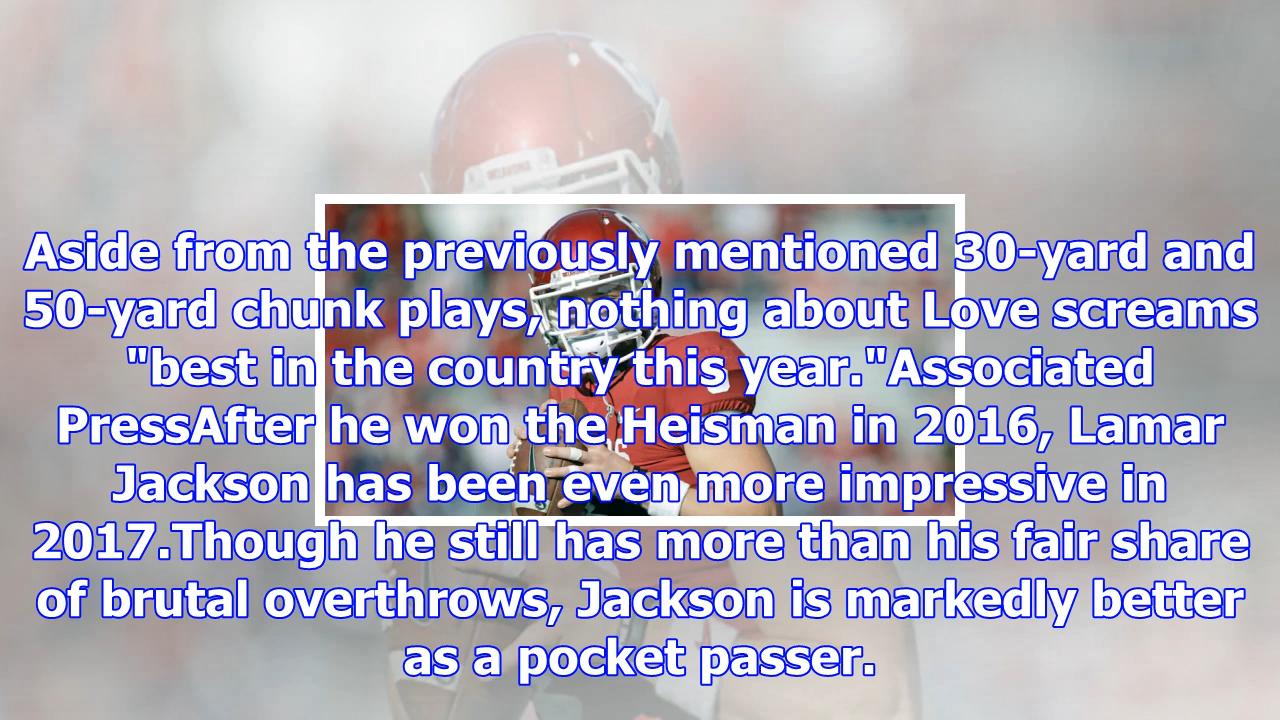 Aside from the previously mentioned 30-yard and
50-yard chunk plays, nothing about Love screams
"best in the country this year."Associated
PressAfter he won the Heisman in 2016, Lamar
Jackson has been even more impressive in
2017.Though he still has more than his fair share
of brutal overthrows, Jackson is markedly better
as a pocket passer.